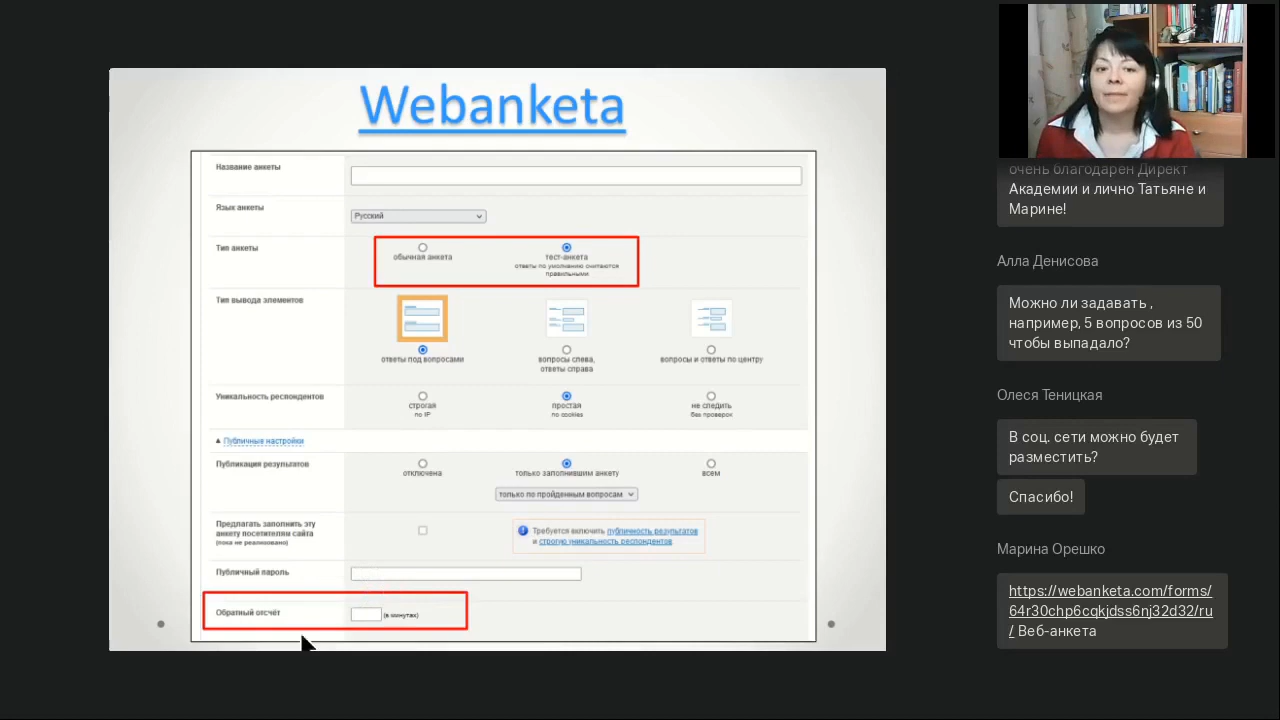 Webanketa
Название анкеты
Язык анкеты
Русский
Тип анкеты
обычная анкета
тест-анкета
ответы по умолчанию считаются
правильными
Тип вывода элементов
ответы под вопросами
вопросы слева,
ответы справа
вопросы и ответы по центру
Уникальность респондентов
строгая
по IP
простая
по cookies
не следить
без проверок
▲ Публичные настройки
Публикация результатов
отключена
только заполнившим анкету
всем
только по пройденным вопросам
Предлагать заполнить эту
анкету посетителям сайта
(пока не реализовано)
Требуется включить публичность результатов
и строгую уникальность респондентов.
Публичный пароль
Обратный отсчёт
(в минутах)
очень благодарен Директ
Академии и лично Татьяне и
Марине!
Алла Денисова
Можно ли задавать ,
например, 5 вопросов из 50
чтобы выпадало?
Олеся Теницкая
В соц. сети можно будет
разместить?
Спасибо!
Марина Орешко
https://webanketa.com/forms/
64r30chp6cqkjdss6nj32d32/ru
/ Веб-анкета